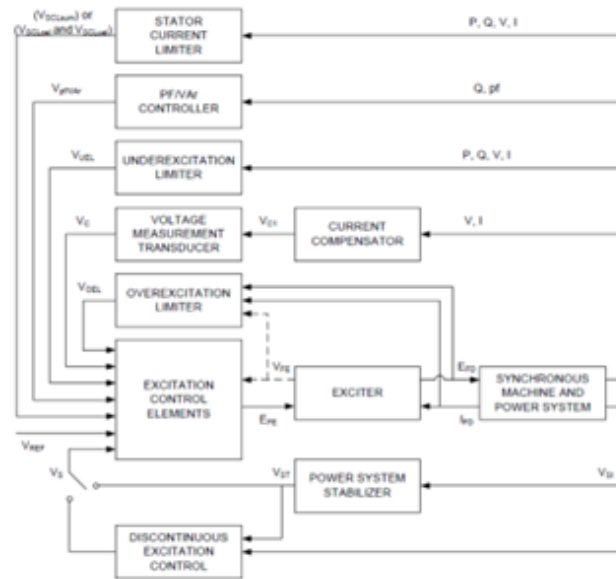 (VSCLsum) or
(VSCLoel and VSCLuel)
STATOR
CURRENT
LIMITER
P, Q, V, I
VPF/VAr
PF/VAr
CONTROLLER
Q, pf
VUEL
UNDEREXCITATION
LIMITER
P, Q, V, I
VC
VOLTAGE
MEASUREMENT
TRANSDUCER
VC1
CURRENT
COMPENSATOR
V, I
VOEL
OVEREXCITATION
LIMITER
EXCITATION
CONTROL
ELEMENTS
VFE
EFE
EXCITER
EFD
IFD
SYNCHRONOUS
MACHINE AND
POWER SYSTEM
VREF
VS
VST
POWER SYSTEM
STABILIZER
VSI
DISCONTINUOUS
EXCITATION
CONTROL